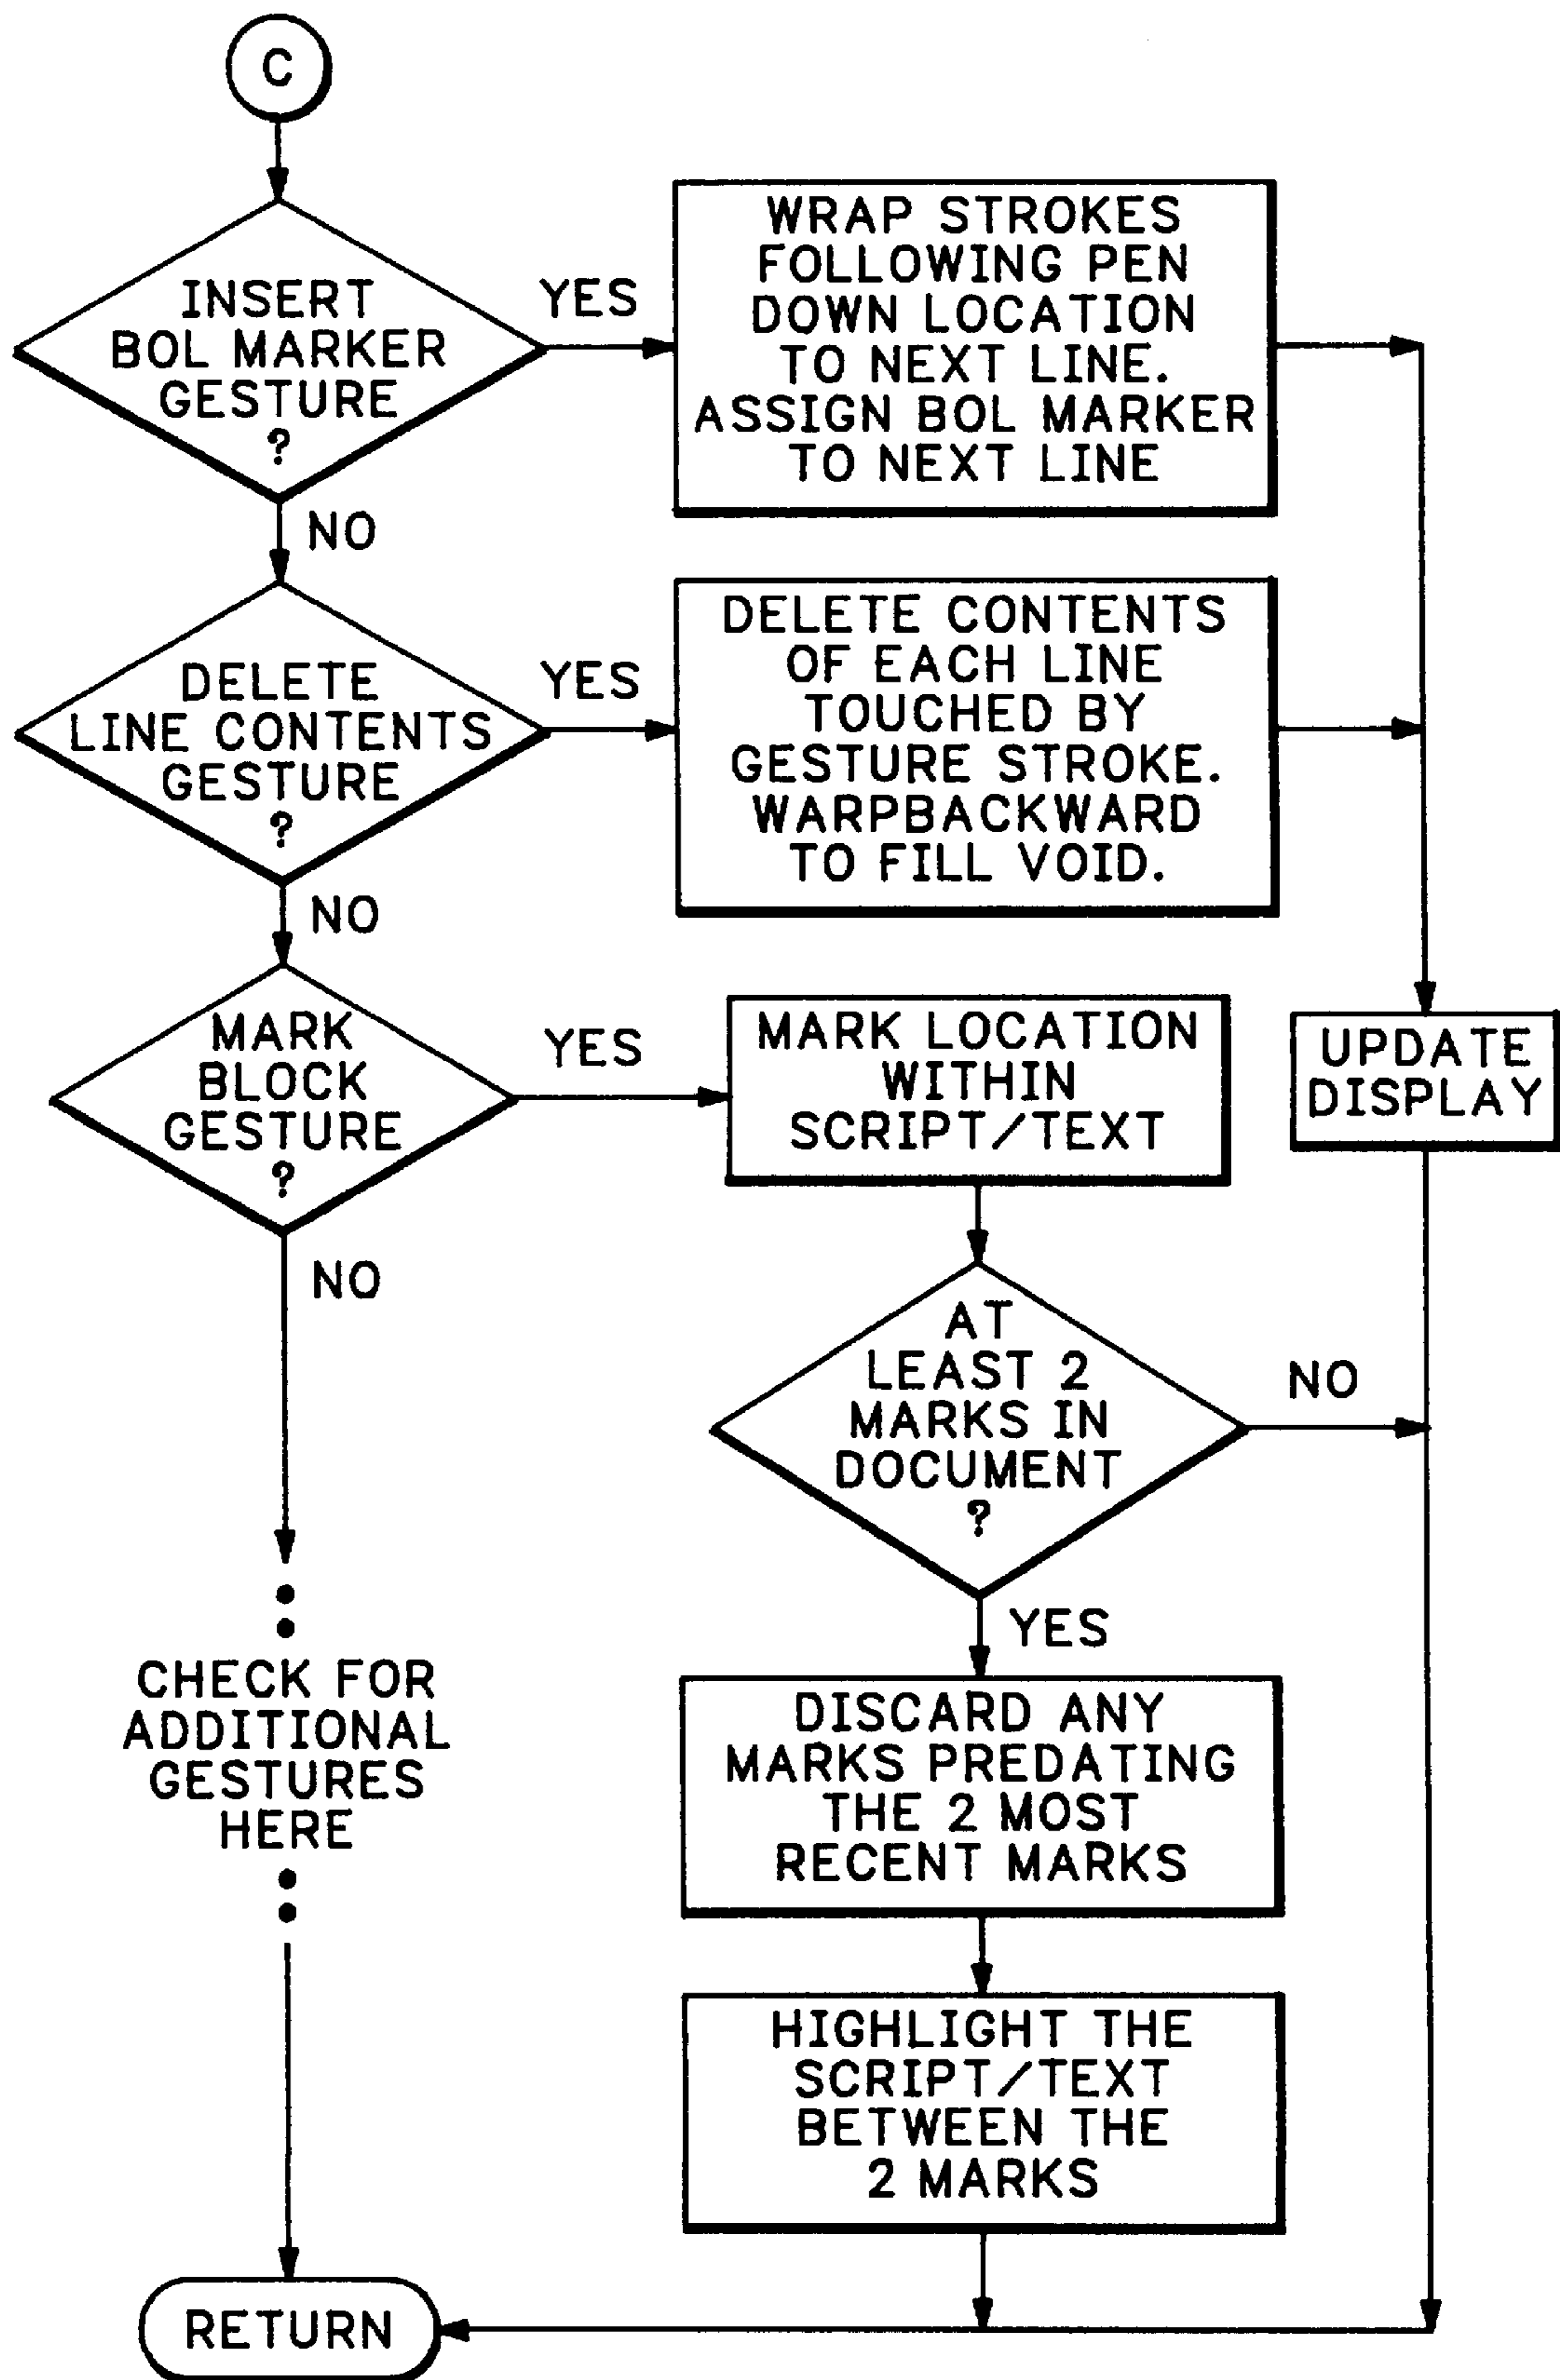 C
INSERT
BOL MARKER
GESTURE
?
YES
WRAP STROKES
FOLLOWING PEN
DOWN LOCATION
TO NEXT LINE.
ASSIGN BOL MARKER
TO NEXT LINE
NO
DELETE
LINE CONTENTS
GESTURE
?
YES
DELETE CONTENTS
OF EACH LINE
TOUCHED BY
GESTURE STROKE.
WARPBACKWARD
TO FILL VOID.
NO
MARK
BLOCK
GESTURE
?
YES
MARK LOCATION
WITHIN
SCRIPT/TEXT
UPDATE
DISPLAY
NO
AT
LEAST 2
MARKS IN
DOCUMENT
?
NO
YES
CHECK FOR
ADDITIONAL
GESTURES
HERE
DISCARD ANY
MARKS PREDATING
THE 2 MOST
RECENT MARKS
HIGHLIGHT THE
SCRIPT/TEXT
BETWEEN THE
2 MARKS
RETURN